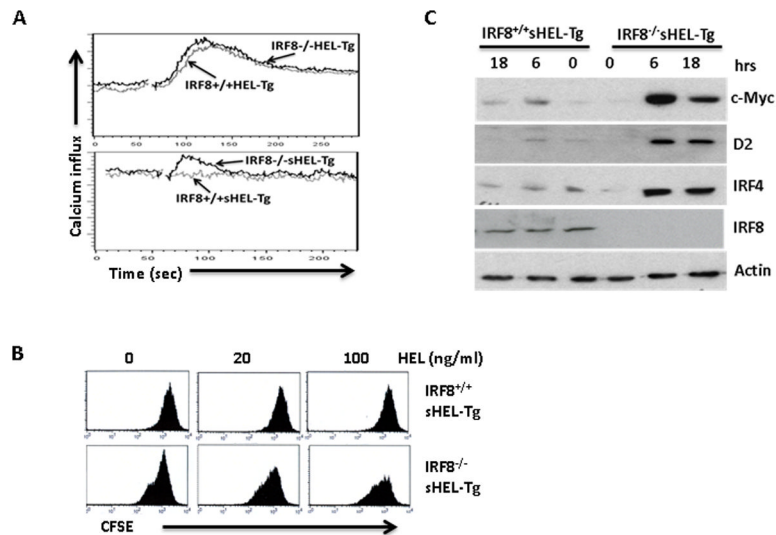 A
Calcium influx
IRF8-/-HEL-Tg
IRF8+/+HEL-Tg
0 50 100 150 200 250
IRF8-/-sHEL-Tg
IRF8+/+sHEL-Tg
0 50 100 150 200
Time (sec)
B
0 20 100 HEL (ng/ml)
IRF8+/+
sHEL-Tg
IRF8-/-
sHEL-Tg
CFSE
C
IRF8+/+sHEL-Tg IRF8-/-sHEL-Tg
18 6 0 0 6 18 hrs
c-Myc
D2
IRF4
IRF8
Actin